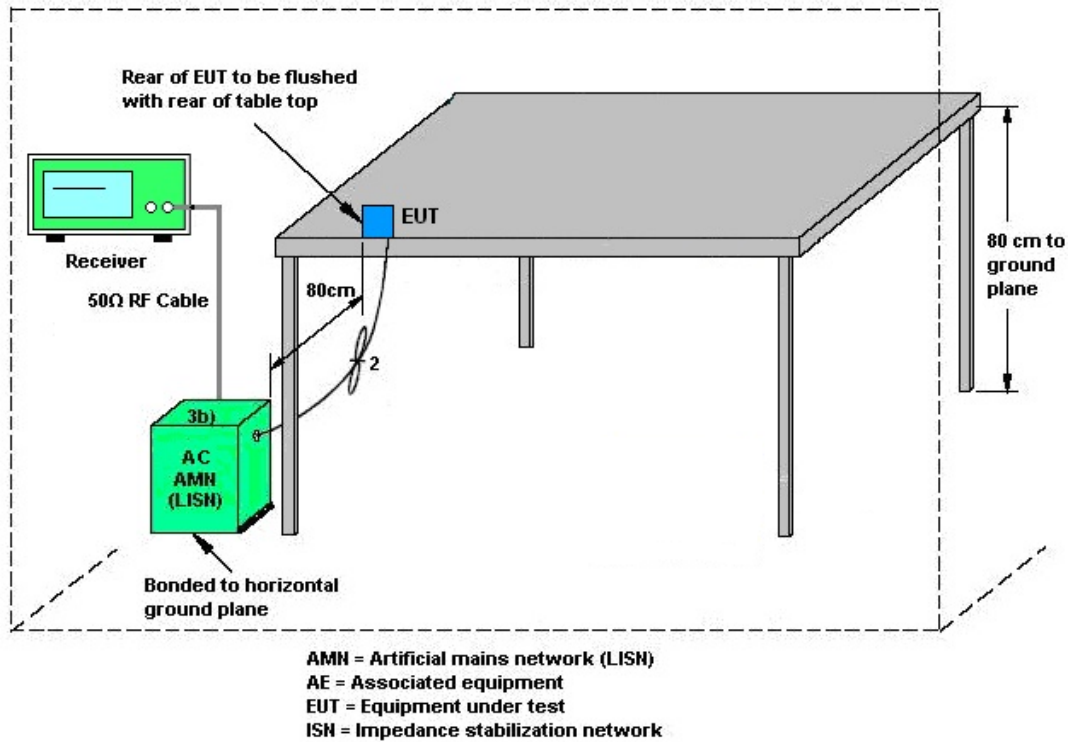 Rear of EUT to be flushed
with rear of table top
EUT
Receiver
50Ω RF Cable
80cm
80 cm to
ground
plane
2
3b)
AC
AMN
(LISN)
Bonded to horizontal
ground plane
AMN = Artificial mains network (LISN)
AE = Associated equipment
EUT = Equipment under test
ISN = Impedance stabilization network